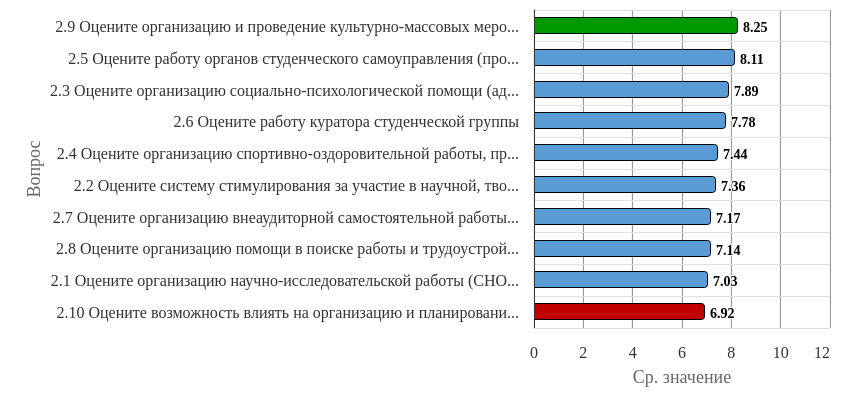 2.9 Оцените организацию и проведение культурно-массовых меро... 8.25
2.5 Оцените работу органов студенческого самоуправления (про... 8.11
2.3 Оцените организацию социально-психологической помощи (ад... 7.89
2.6 Оцените работу куратора студенческой группы 7.78
2.4 Оцените организацию спортивно-оздоровительной работы, пр... 7.44
2.2 Оцените систему стимулирования за участие в научной, тво... 7.36
2.7 Оцените организацию внеаудиторной самостоятельной работы... 7.17
2.8 Оцените организацию помощи в поиске работы и трудоустрой... 7.14
2.1 Оцените организацию научно-исследовательской работы (СНО... 7.03
2.10 Оцените возможность влиять на организацию и планировани... 6.92
Вопрос
0 2 4 6 8 10 12
Ср. значение